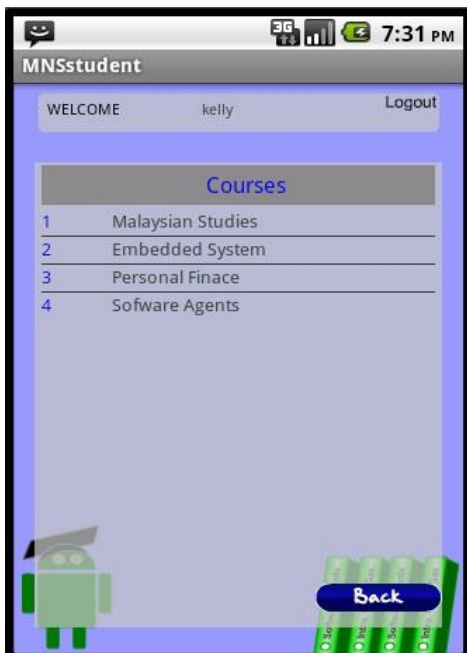 3G 7:31 PM
MNSstudent
WELCOME kelly Logout
Courses
1 Malaysian Studies
2 Embedded System
3 Personal Finace
4 Sofware Agents
Back